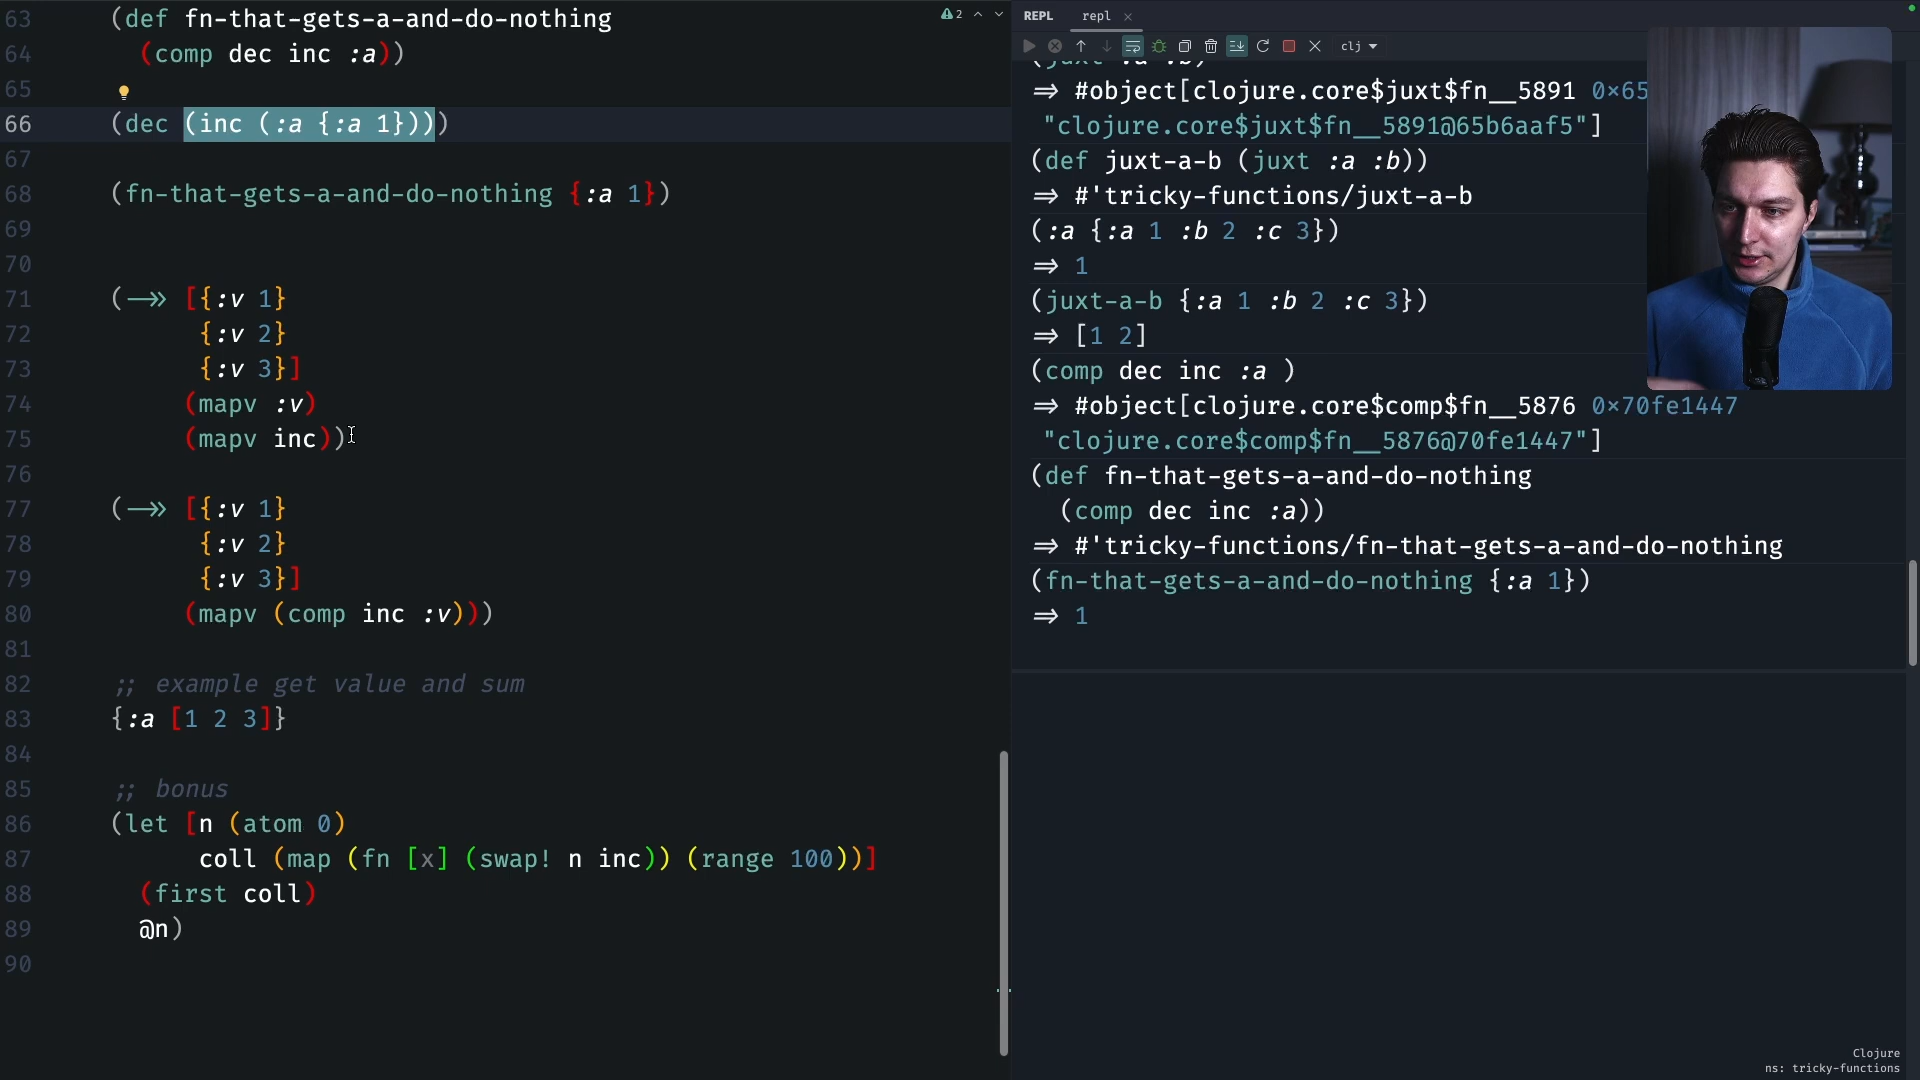 63 (def fn-that-gets-a-and-do-nothing
64 (comp dec inc :a))
65
66 (dec (inc (:a {:a 1})))
67
68 (fn-that-gets-a-and-do-nothing {:a 1})
69
70
71 (->> [{:v 1}
72 {:v 2}
73 {:v 3}]
74 (mapv :v)
75 (mapv inc))
76
77 (->> [{:v 1}
78 {:v 2}
79 {:v 3}]
80 (mapv (comp inc :v)))
81
82 ;; example get value and sum
83 {:a [1 2 3]}
84
85 ;; bonus
86 (let [n (atom 0)
87 coll (map (fn [x] (swap! n inc)) (range 100))]
88 (first coll)
89 @n)
90
2
REPL repl
clj
(juxt :a :b)
=> #object[clojure.core$juxt$fn__5891 0×65
"clojure.core$juxt$fn__5891@65b6aaf5"]
(def juxt-a-b (juxt :a :b))
=> #'tricky-functions/juxt-a-b
(:a {:a 1 :b 2 :c 3})
=> 1
(juxt-a-b {:a 1 :b 2 :c 3})
=> [1 2]
(comp dec inc :a )
=> #object[clojure.core$comp$fn__5876 0×70fe1447
"clojure.core$comp$fn__5876@70fe1447"]
(def fn-that-gets-a-and-do-nothing
(comp dec inc :a))
=> #'tricky-functions/fn-that-gets-a-and-do-nothing
(fn-that-gets-a-and-do-nothing {:a 1})
=> 1
Clojure
ns: tricky-functions